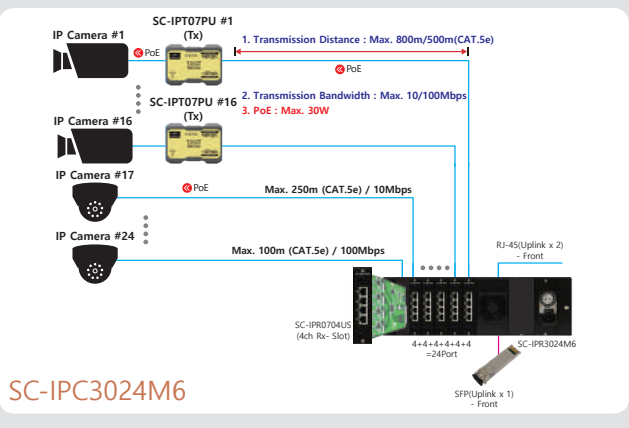 SC-IPT07PU #1
(Tx)
IP Camera #1
1. Transmission Distance : Max. 800m/500m(CAT.5e)
PoE
PoE
2. Transmission Bandwidth : Max. 10/100Mbps
3. PoE : Max. 30W
SC-IPT07PU #16
(Tx)
IP Camera #16
IP Camera #17
PoE
Max. 250m (CAT.5e) / 10Mbps
IP Camera #24
Max. 100m (CAT.5e) / 100Mbps
RJ-45(Uplink x 2)
- Front
SC-IPR0704US
(4ch Rx- Slot)
4+4+4+4+4+4
=24Port
SC-IPR3024M6
SFP(Uplink x 1)
- Front
SC-IPC3024M6